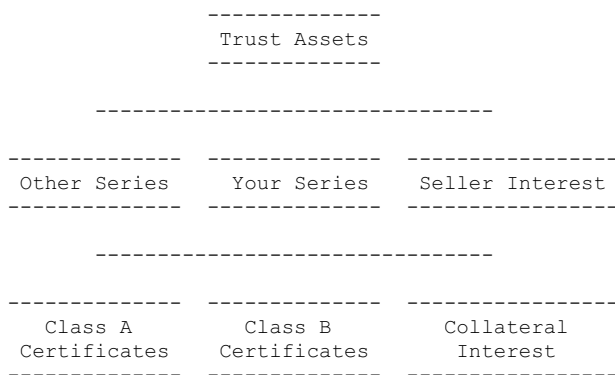 --------------
Trust Assets
--------------
--------------------------------
-------------- -------------- -----------------
Other Series Your Series Seller Interest
-------------- -------------- -----------------
--------------------------------
-------------- -------------- -----------------
Class A Class B Collateral
Certificates Certificates Interest
-------------- -------------- -----------------